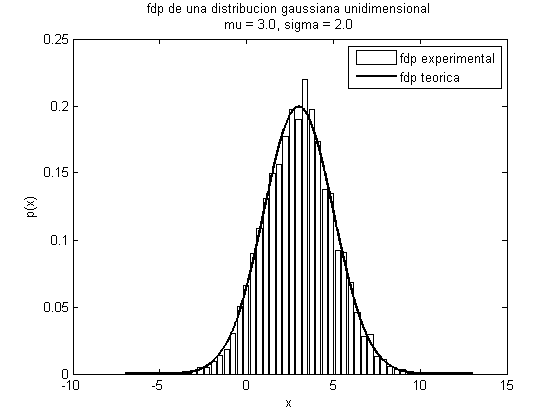 fdp de una distribucion gaussiana unidimensional
mu = 3.0, sigma = 2.0
0.25
fdp experimental
fdp teorica
0.2
0.15
p(x)
0.1
0.05
0
-10 -5 0 5 10 15
x